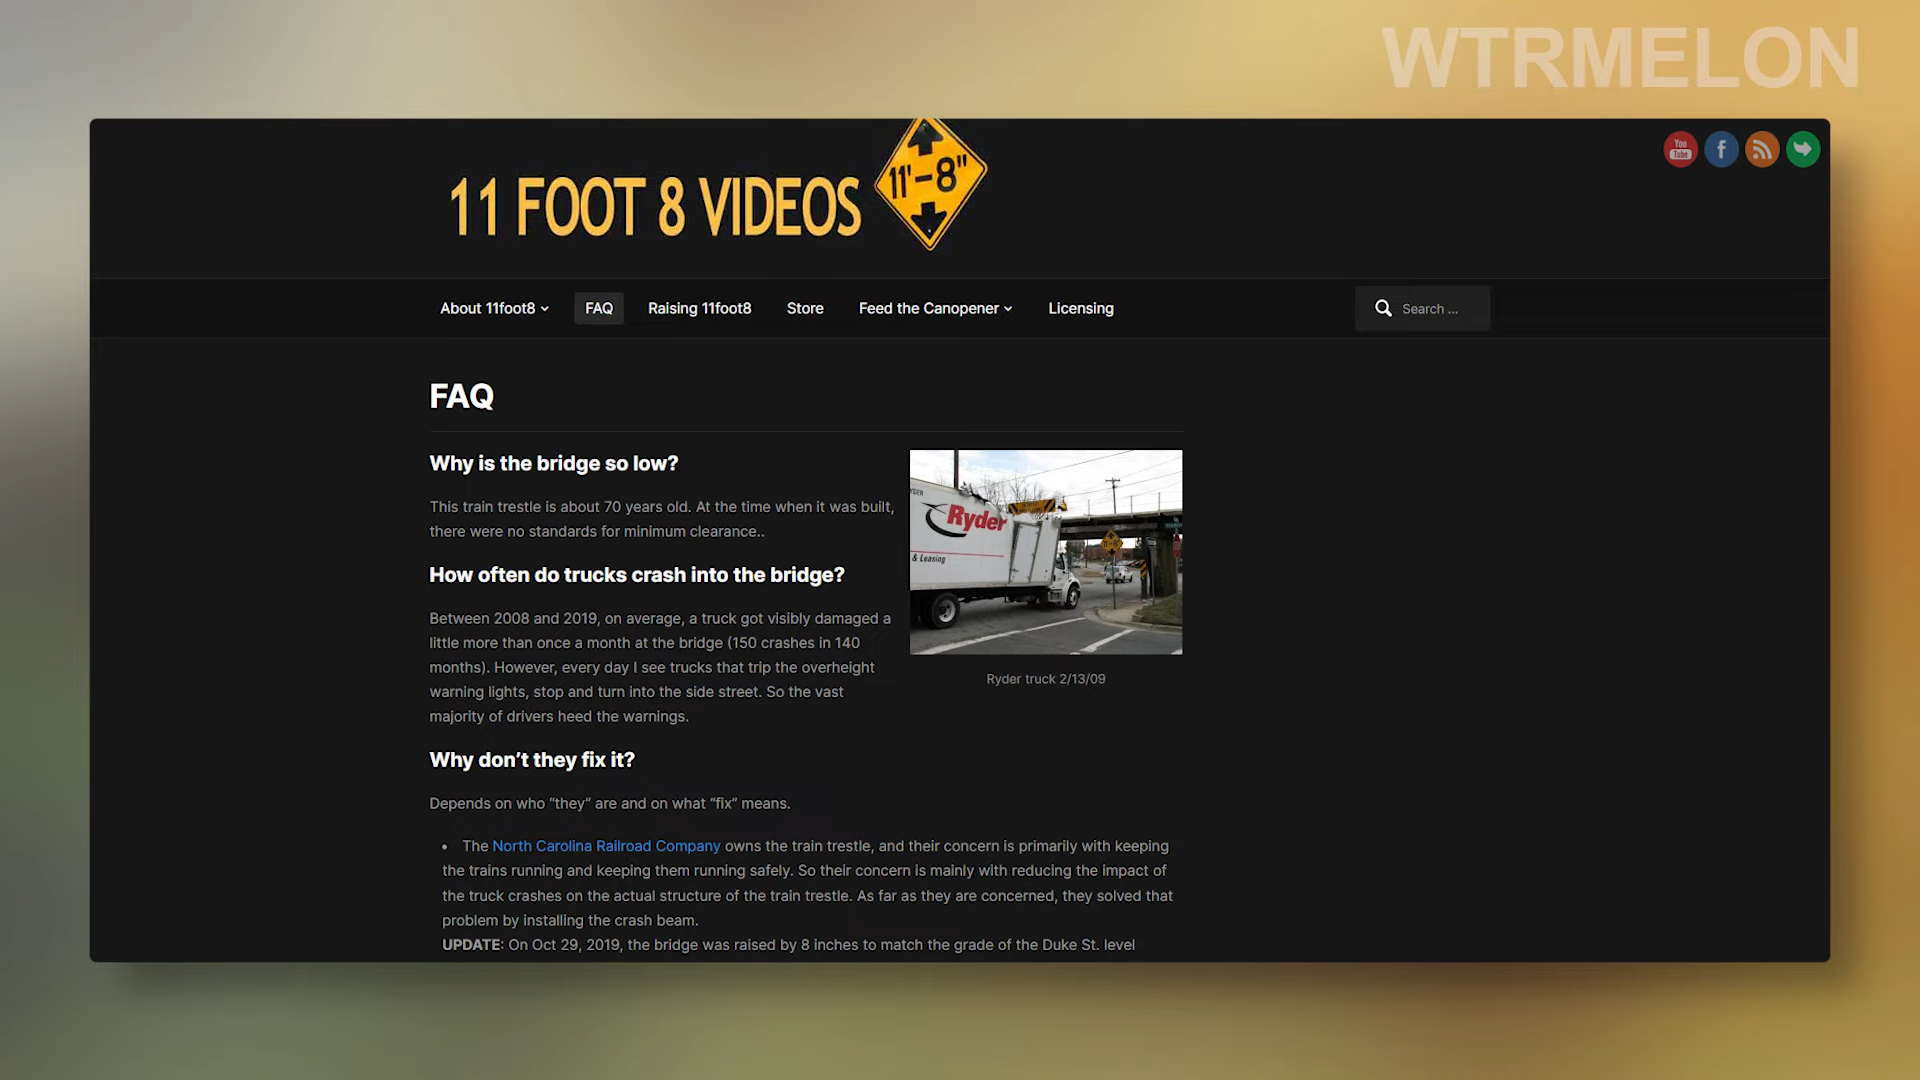 WTRMELON
11 FOOT 8 VIDEOS
11'-8"
You
Tube
f
About 11foot8
FAQ
Raising 11foot8
Store
Feed the Canopener
Licensing
Search ...
FAQ
Why is the bridge so low?
This train trestle is about 70 years old. At the time when it was built,
there were no standards for minimum clearance..
How often do trucks crash into the bridge?
Between 2008 and 2019, on average, a truck got visibly damaged a
little more than once a month at the bridge (150 crashes in 140
months). However, every day I see trucks that trip the overheight
warning lights, stop and turn into the side street. So the vast
majority of drivers heed the warnings.
Ryder
& Leasing
11'-8"
Ryder truck 2/13/09
Why don’t they fix it?
Depends on who “they” are and on what “fix” means.
• The North Carolina Railroad Company owns the train trestle, and their concern is primarily with keeping
the trains running and keeping them running safely. So their concern is mainly with reducing the impact of
the truck crashes on the actual structure of the train trestle. As far as they are concerned, they solved that
problem by installing the crash beam.
UPDATE: On Oct 29, 2019, the bridge was raised by 8 inches to match the grade of the Duke St. level